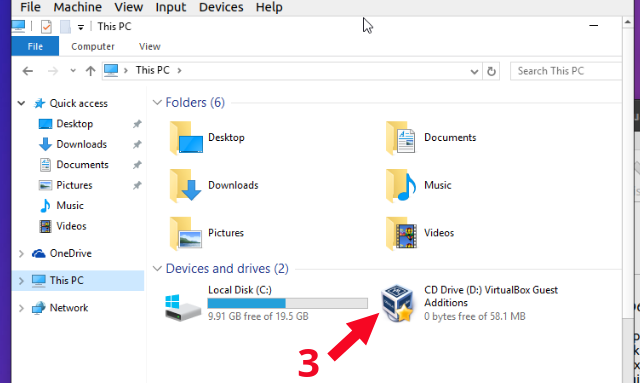 File Machine View Input Devices Help
This PC
File Computer View
This PC
Search This PC
Quick access
Desktop
Downloads
Documents
Pictures
Music
Videos
OneDrive
This PC
Network
Folders (6)
Desktop
Documents
Downloads
Music
Pictures
Videos
Devices and drives (2)
Local Disk (C:)
9.91 GB free of 19.5 GB
CD Drive (D:) VirtualBox Guest
Additions
0 bytes free of 58.1 MB
3